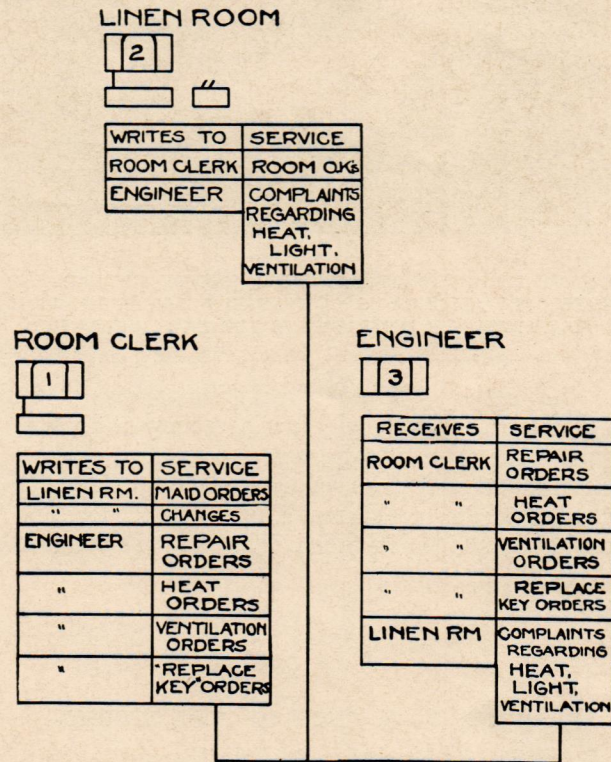 LINEN ROOM
2
WRITES TO SERVICE
ROOM CLERK ROOM O.K's
ENGINEER COMPLAINTS
REGARDING
HEAT,
LIGHT,
VENTILATION
ROOM CLERK
1
WRITES TO SERVICE
LINEN RM. MAID ORDERS
" " CHANGES
ENGINEER REPAIR
ORDERS
" HEAT
ORDERS
" VENTILATION
ORDERS
" "REPLACE
KEY" ORDERS
ENGINEER
3
RECEIVES SERVICE
ROOM CLERK REPAIR
ORDERS
" " HEAT
ORDERS
" " VENTILATION
ORDERS
" " REPLACE
KEY ORDERS
LINEN RM COMPLAINTS
REGARDING
HEAT,
LIGHT,
VENTILATION